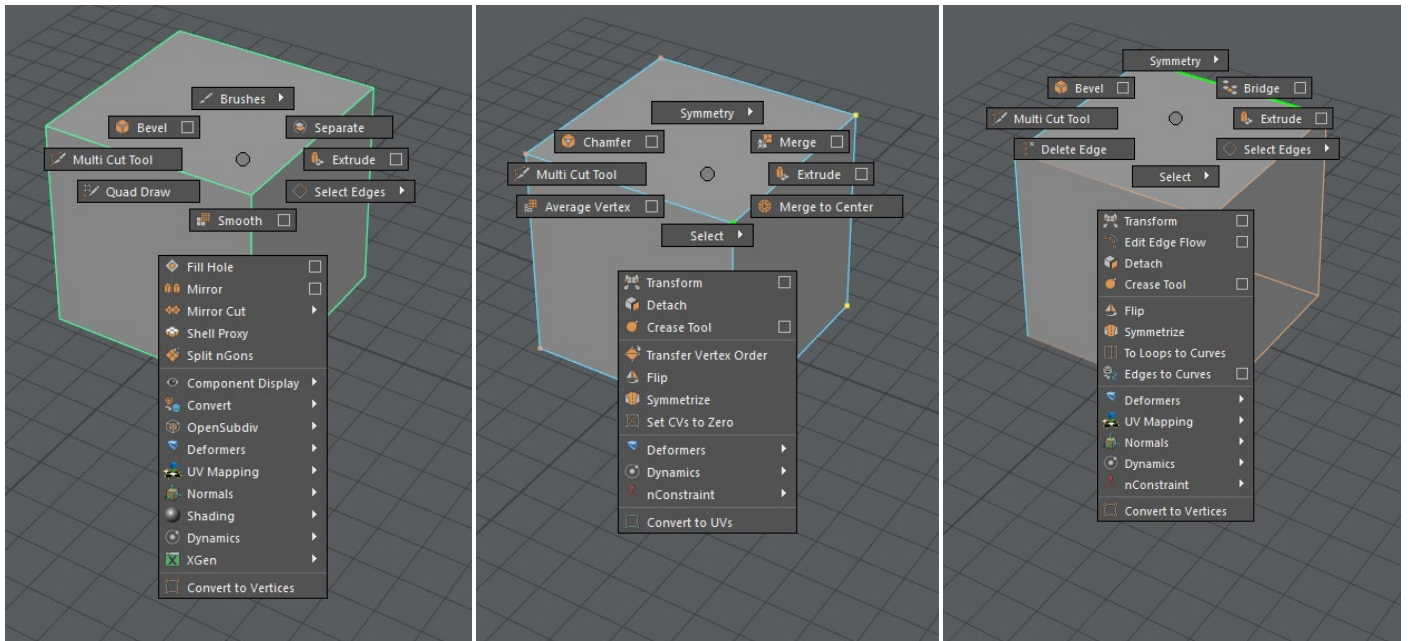 Brushes
Bevel
Separate
Multi Cut Tool
Extrude
Quad Draw
Select Edges
Smooth
Fill Hole
Mirror
Mirror Cut
Shell Proxy
Split nGons
Component Display
Convert
OpenSubdiv
Deformers
UV Mapping
Normals
Shading
Dynamics
XGen
Convert to Vertices
Symmetry
Chamfer
Merge
Multi Cut Tool
Extrude
Average Vertex
Merge to Center
Select
Transform
Detach
Crease Tool
Transfer Vertex Order
Flip
Symmetrize
Set CVs to Zero
Deformers
Dynamics
nConstraint
Convert to UVs
Symmetry
Bevel
Bridge
Multi Cut Tool
Extrude
Delete Edge
Select Edges
Select
Transform
Edit Edge Flow
Detach
Crease Tool
Flip
Symmetrize
To Loops to Curves
Edges to Curves
Deformers
UV Mapping
Normals
Dynamics
nConstraint
Convert to Vertices